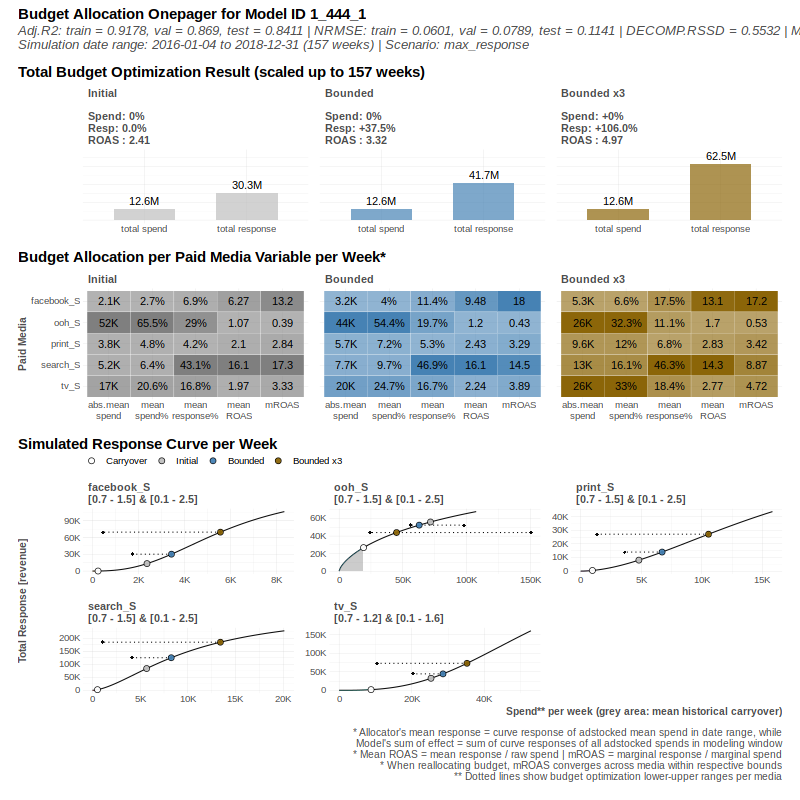 Budget Allocation Onepager for Model ID 1_444_1
Adj.R2: train = 0.9178, val = 0.869, test = 0.8411 | NRMSE: train = 0.0601, val = 0.0789, test = 0.1141 | DECOMP.RSSD = 0.5532 | M
Simulation date range: 2016-01-04 to 2018-12-31 (157 weeks) | Scenario: max_response
Total Budget Optimization Result (scaled up to 157 weeks)
Initial Bounded Bounded x3
Spend: 0% Spend: 0% Spend: +0%
Resp: 0.0% Resp: +37.5% Resp: +106.0%
ROAS : 2.41 ROAS : 3.32 ROAS : 4.97
12.6M 30.3M 12.6M 41.7M 12.6M 62.5M
total spend total response total spend total response total spend total response
Budget Allocation per Paid Media Variable per Week*
Initial Bounded Bounded x3
Paid Media
facebook_S 2.1K 2.7% 6.9% 6.27 13.2 3.2K 4% 11.4% 9.48 18 5.3K 6.6% 17.5% 13.1 17.2
ooh_S 52K 65.5% 29% 1.07 0.39 44K 54.4% 19.7% 1.2 0.43 26K 32.3% 11.1% 1.7 0.53
print_S 3.8K 4.8% 4.2% 2.1 2.84 5.7K 7.2% 5.3% 2.43 3.29 9.6K 12% 6.8% 2.83 3.42
search_S 5.2K 6.4% 43.1% 16.1 17.3 7.7K 9.7% 46.9% 16.1 14.5 13K 16.1% 46.3% 14.3 8.87
tv_S 17K 20.6% 16.8% 1.97 3.33 20K 24.7% 16.7% 2.24 3.89 26K 33% 18.4% 2.77 4.72
abs.mean mean mean mean mROAS abs.mean mean mean mean mROAS abs.mean mean mean mean mROAS
spend spend% response% ROAS spend spend% response% ROAS spend spend% response% ROAS
Simulated Response Curve per Week
Carryover Initial Bounded Bounded x3
Total Response [revenue]
facebook_S ooh_S print_S
[0.7 - 1.5] & [0.1 - 2.5] [0.7 - 1.5] & [0.1 - 2.5] [0.7 - 1.5] & [0.1 - 2.5]
90K 60K 30K 0
0 2K 4K 6K 8K
60K 40K 20K 0
0 50K 100K 150K
40K 30K 20K 10K 0
0 5K 10K 15K
search_S tv_S
[0.7 - 1.5] & [0.1 - 2.5] [0.7 - 1.2] & [0.1 - 1.6]
200K 150K 100K 50K 0
0 5K 10K 15K 20K
150K 100K 50K 0
0 20K 40K
Spend** per week (grey area: mean historical carryover)
* Allocator's mean response = curve response of adstocked mean spend in date range, while
Model's sum of effect = sum of curve responses of all adstocked spends in modeling window
* Mean ROAS = mean response / raw spend | mROAS = marginal response / marginal spend
* When reallocating budget, mROAS converges across media within respective bounds
** Dotted lines show budget optimization lower-upper ranges per media